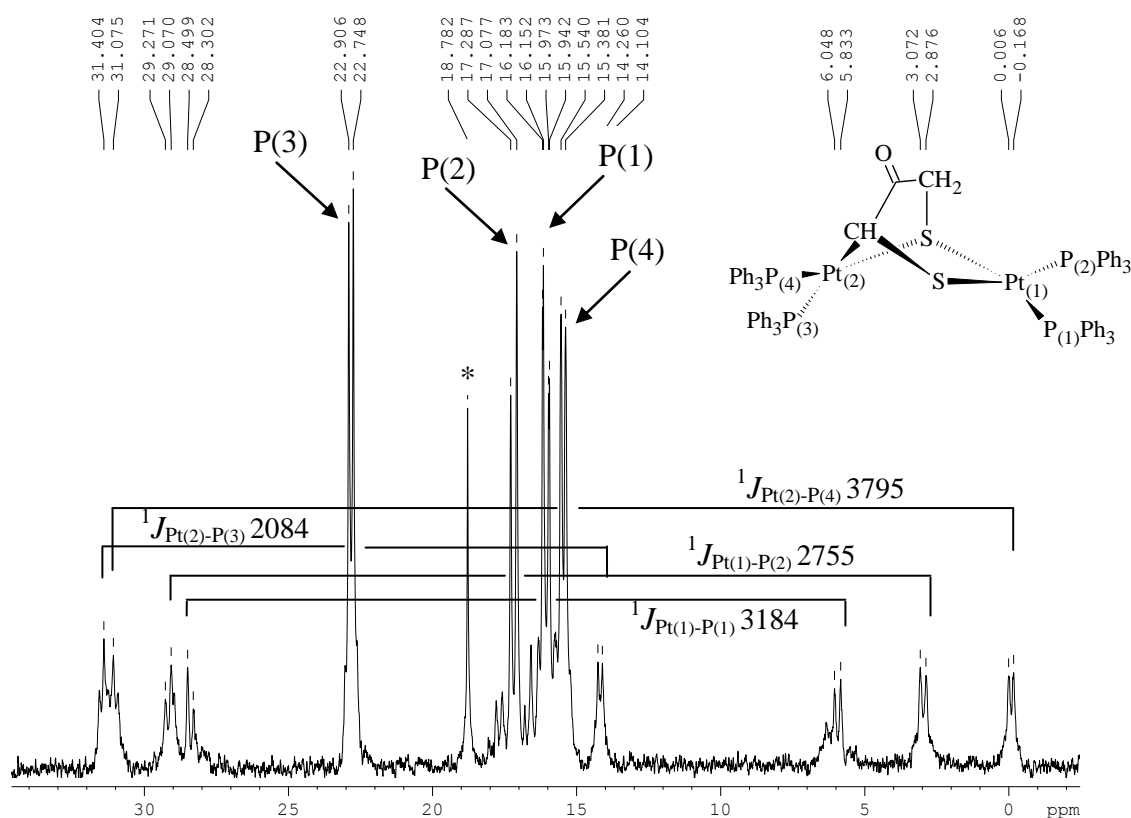 31.404
31.075
29.271
29.070
28.499
28.302
22.906
22.748
18.782
17.287
17.077
16.183
16.152
15.973
15.942
15.540
15.381
14.260
14.104
6.048
5.833
3.072
2.876
0.006
-0.168
P(3)
P(2)
P(1)
P(4)
*
O
CH2
CH
S
S
Ph3P(4)
Pt(2)
Ph3P(3)
Pt(1)
P(2)Ph3
P(1)Ph3
1JPt(2)-P(4) 3795
1JPt(2)-P(3) 2084
1JPt(1)-P(2) 2755
1JPt(1)-P(1) 3184
30 25 20 15 10 5 0 ppm